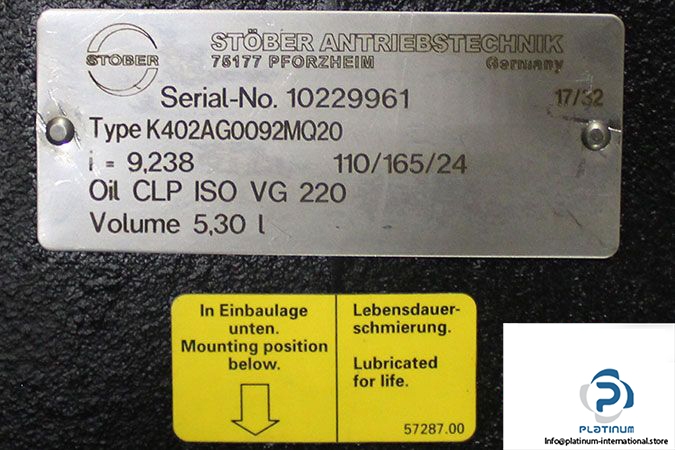 STÖBER
STÖBER ANTRIEBSTECHNIK
75177 PFORZHEIM Germany
Serial-No. 10229961 17/32
Type K402AG0092MQ20
i = 9,238 110/165/24
Oil CLP ISO VG 220
Volume 5,30 l
In Einbaulage
unten.
Mounting position
below.
Lebensdauer-
schmierung.
Lubricated
for life.
57287.00
PLATINUM
Info@platinum-international.store